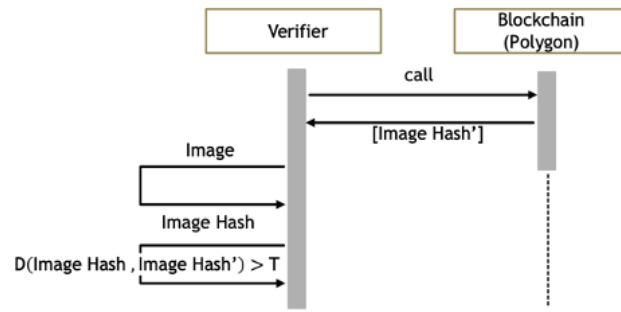 Verifier
Blockchain
(Polygon)
call
[Image Hash’]
Image
Image Hash
D(Image Hash , Image Hash’) > T